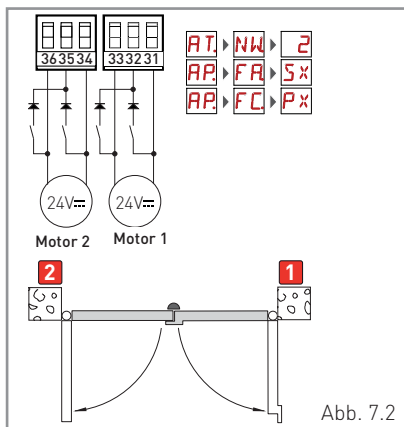 36 35 34 33 32 31
AT. NW. 2
AP. FA. SX
AP. FC. PX
24V 24V
Motor 2 Motor 1
2 1
Abb. 7.2